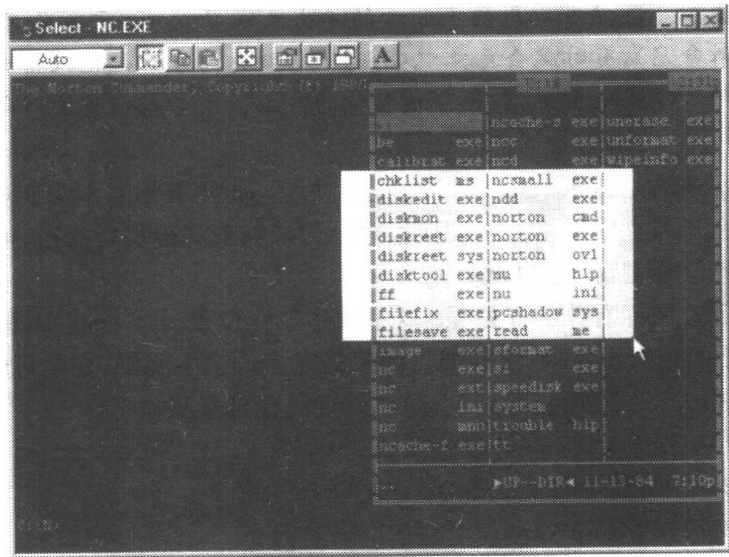 Select - NC.EXE
Auto
A
The Norton Commander, Copyright (C) 198
ncache-s exe unerase exe
be exe ncc exe unformat exe
calibrat exe ncd exe wipeinfo exe
chklist ms ncsmall exe
diskedit exe ndd exe
diskmon exe norton cmd
diskreet exe norton exe
diskreet sys norton ovl
disktool exe nu hlp
ff exe nu ini
filefix exe pcshadow sys
filesave exe read me
image exe sformat exe
nc exe si exe
nc ext speedisk exe
nc ini system
nc mnu trouble hlp
ncache-f exe tt
.. ►UP--DIR◄ 11-13-84 7:10p